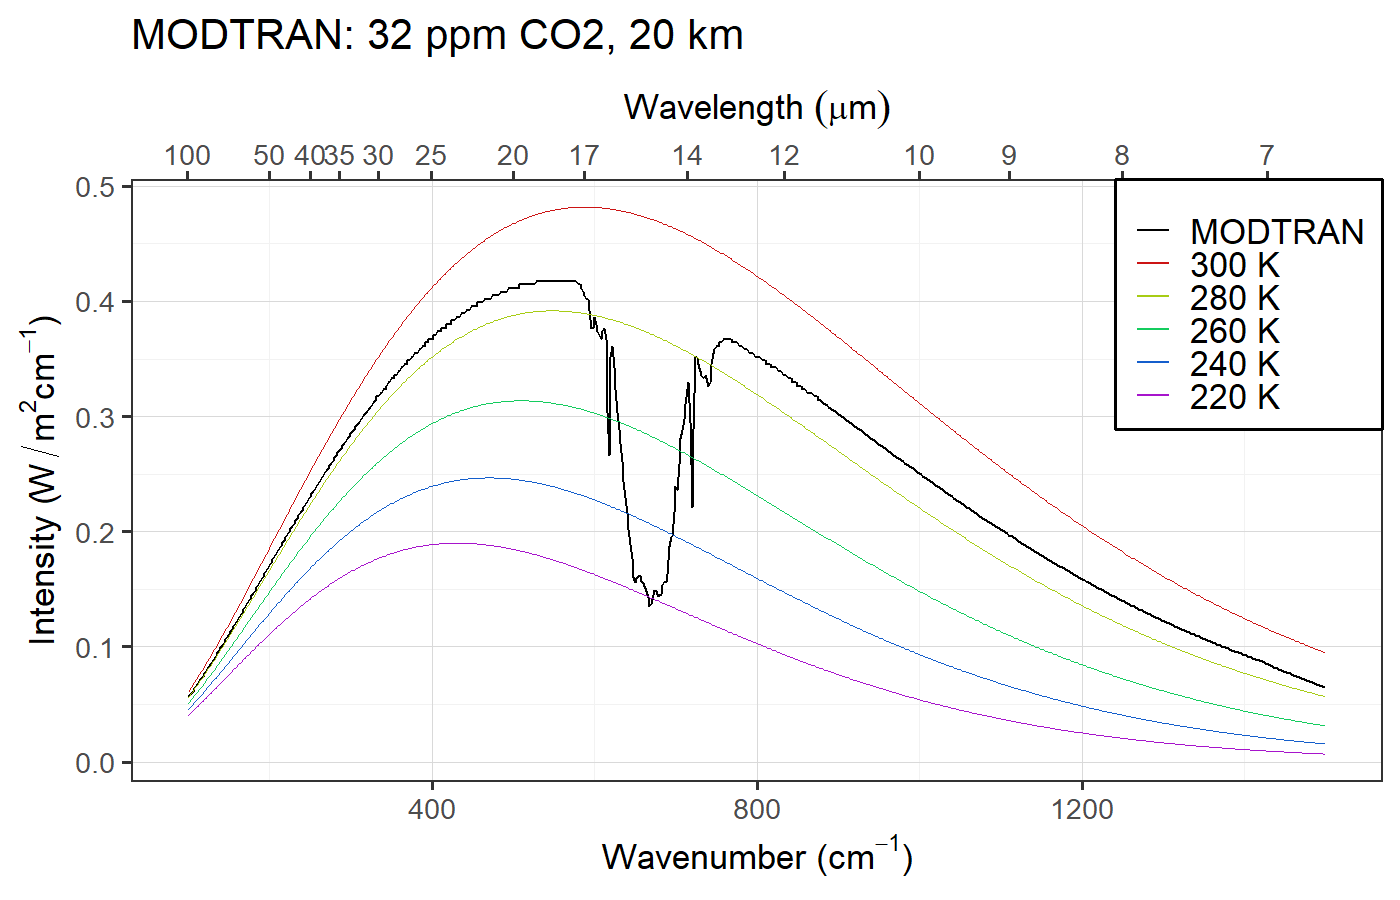 MODTRAN: 32 ppm CO2, 20 km
Wavelength (μm)
100 50 40 35 30 25 20 17 14 12 10 9 8 7
0.5
0.4
0.3
0.2
0.1
0.0
Intensity (W/m²cm⁻¹)
MODTRAN
300 K
280 K
260 K
240 K
220 K
400 800 1200
Wavenumber (cm⁻¹)